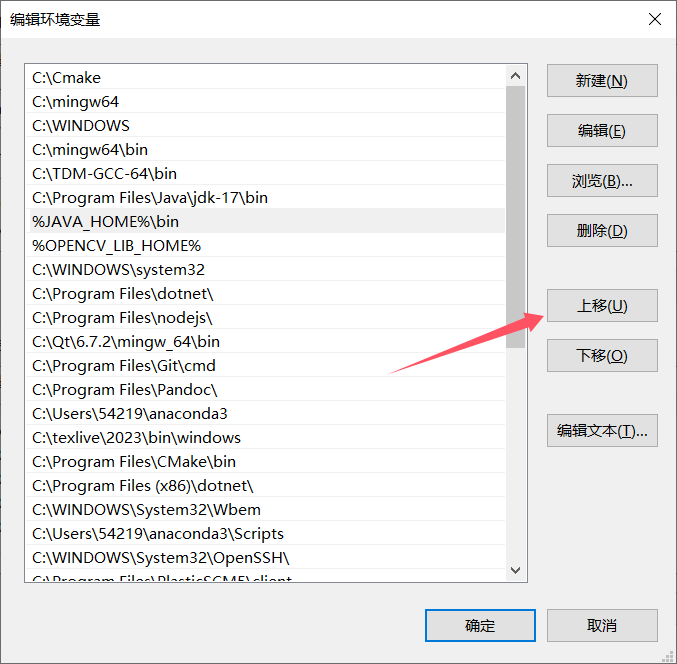 编辑环境变量
C:\Cmake
C:\mingw64
C:\WINDOWS
C:\mingw64\bin
C:\TDM-GCC-64\bin
C:\Program Files\Java\jdk-17\bin
%JAVA_HOME%\bin
%OPENCV_LIB_HOME%
C:\WINDOWS\system32
C:\Program Files\dotnet\
C:\Program Files\nodejs\
C:\Qt\6.7.2\mingw_64\bin
C:\Program Files\Git\cmd
C:\Program Files\Pandoc\
C:\Users\54219\anaconda3
C:\texlive\2023\bin\windows
C:\Program Files\CMake\bin
C:\Program Files (x86)\dotnet\
C:\WINDOWS\System32\Wbem
C:\Users\54219\anaconda3\Scripts
C:\WINDOWS\System32\OpenSSH\
C:\Program Files\PlasticSCM5\client
新建(N)
编辑(E)
浏览(B)...
删除(D)
上移(U)
下移(O)
编辑文本(T)...
确定
取消